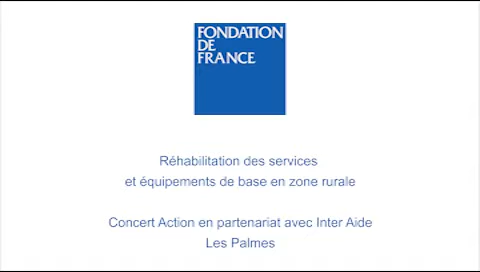 FONDATION
DE
FRANCE
Réhabilitation des services
et équipements de base en zone rurale
Concert Action en partenariat avec Inter Aide
Les Palmes